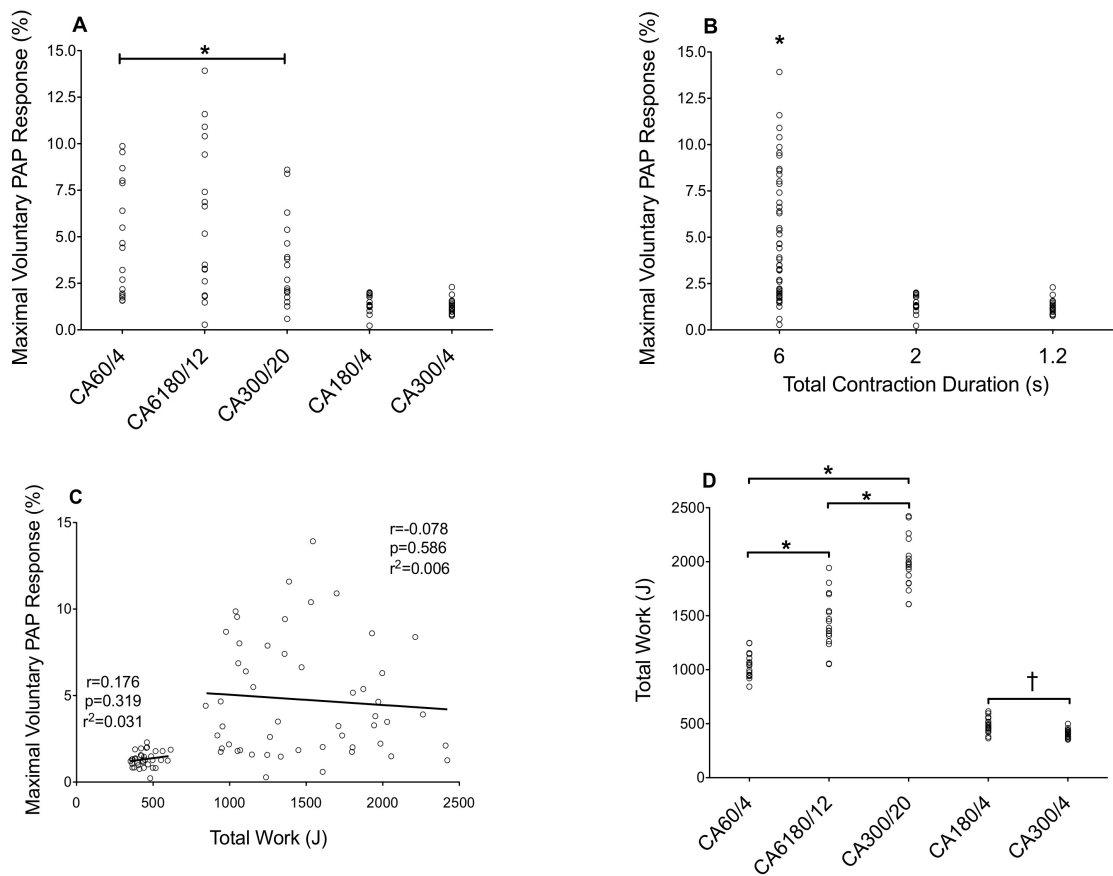 A
Maximal Voluntary PAP Response (%)
15.0
12.5
10.0
7.5
5.0
2.5
0.0
*
CA60/4
CA6180/12
CA300/20
CA180/4
CA300/4
B
Maximal Voluntary PAP Response (%)
15.0
12.5
10.0
7.5
5.0
2.5
0.0
*
6
2
1.2
Total Contraction Duration (s)
C
Maximal Voluntary PAP Response (%)
15
10
5
0
r=-0.078
p=0.586
r²=0.006
r=0.176
p=0.319
r²=0.031
0
500
1000
1500
2000
2500
Total Work (J)
D
Total Work (J)
2500
2000
1500
1000
500
0
*
*
*
†
CA60/4
CA6180/12
CA300/20
CA180/4
CA300/4